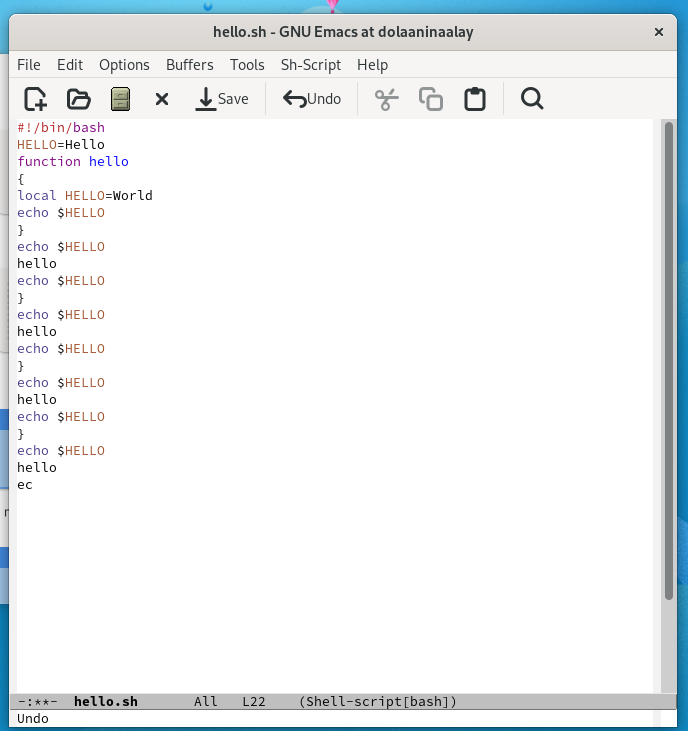 hello.sh - GNU Emacs at dolaaninaalay ×
File Edit Options Buffers Tools Sh-Script Help
Save Undo
#!/bin/bash
HELLO=Hello
function hello
{
local HELLO=World
echo $HELLO
}
echo $HELLO
hello
echo $HELLO
}
echo $HELLO
hello
echo $HELLO
}
echo $HELLO
hello
echo $HELLO
}
echo $HELLO
hello
ec
-:**- hello.sh All L22 (Shell-script[bash])
Undo